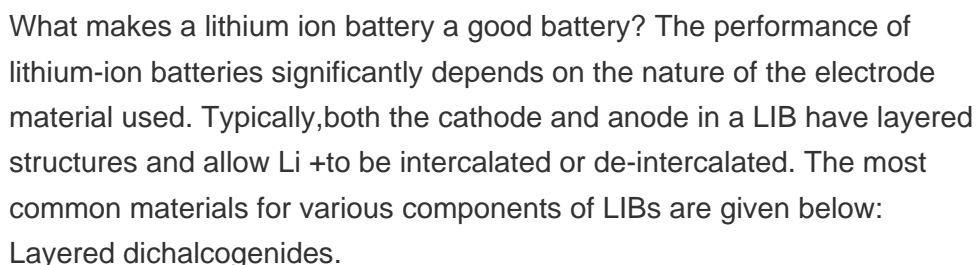 What makes a lithium ion battery a good battery? The performance of
lithium-ion batteries significantly depends on the nature of the electrode
material used. Typically,both the cathode and anode in a LIB have layered
structures and allow Li +to be intercalated or de-intercalated. The most
common materials for various components of LIBs are given below:
Layered dichalcogenides.